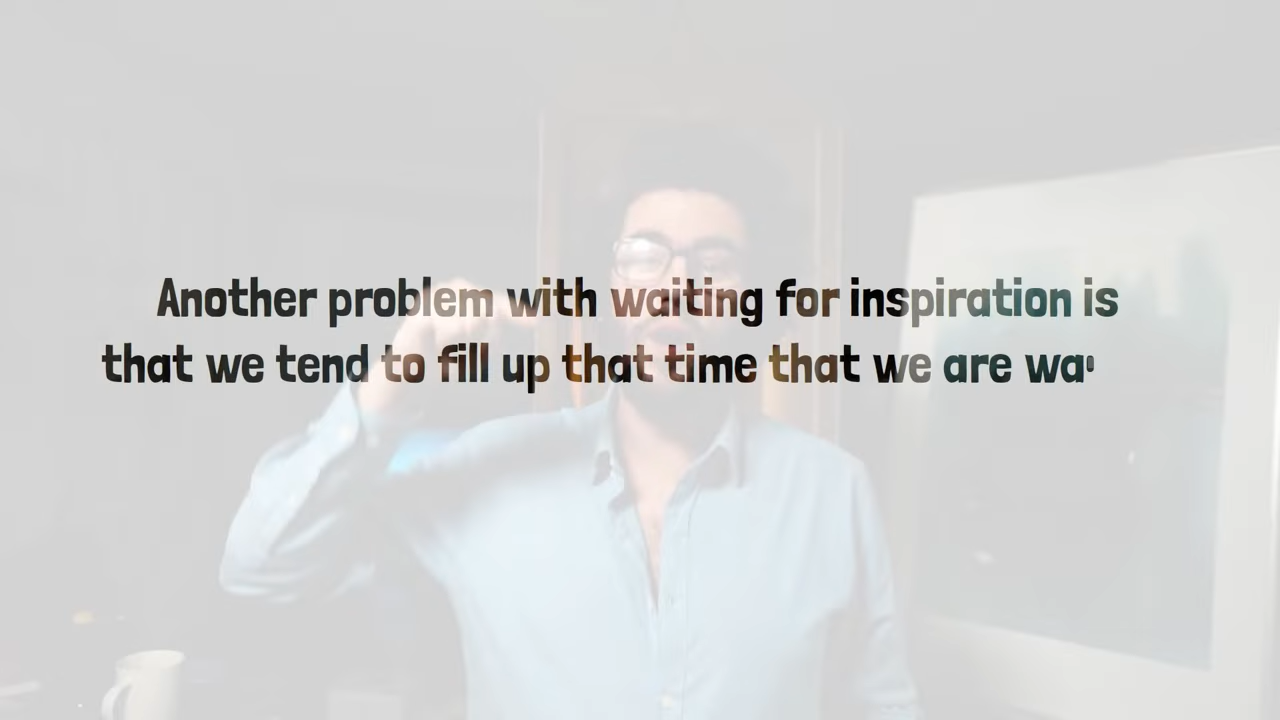 Another problem with waiting for inspiration is
that we tend to fill up that time that we are wa